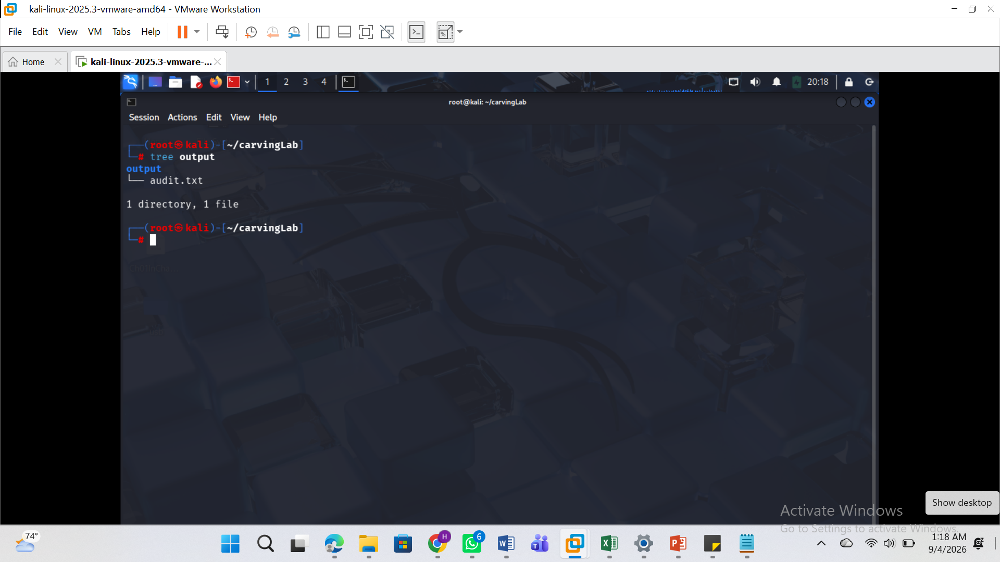 kali-linux-2025.3-vmware-amd64 - VMware Workstation
File Edit View VM Tabs Help
Home
kali-linux-2025.3-vmware-...
1 2 3 4
20:18
root@kali: ~/carvingLab
Session Actions Edit View Help
┌──(root㉿kali)-[~/carvingLab]
└─# tree output
output
└── audit.txt
1 directory, 1 file
┌──(root㉿kali)-[~/carvingLab]
└─#
Show desktop
Activate Windows
Go to Settings to activate Windows.
74°
H
6
1:18 AM
9/4/2026